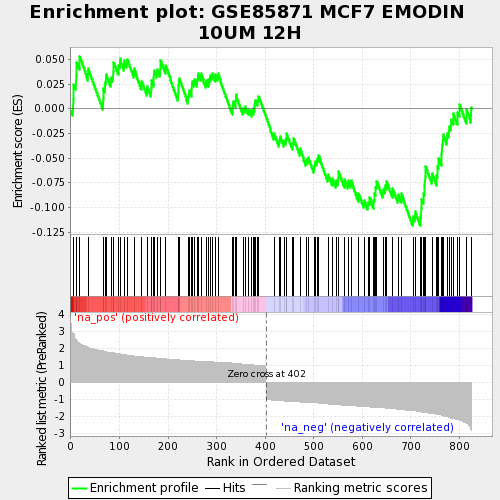 Enrichment plot: GSE85871 MCF7 EMODIN
10UM 12H
Enrichment score (ES)
0.050
0.025
0.000
-0.025
-0.050
-0.075
-0.100
-0.125
'na_pos' (positively correlated)
Ranked list metric (PreRanked)
4
3
2
1
0
-1
-2
-3
Zero cross at 402
'na_neg' (negatively correlated)
0
100
200
300
400
500
600
700
800
Rank in Ordered Dataset
Enrichment profile
Hits
Ranking metric scores